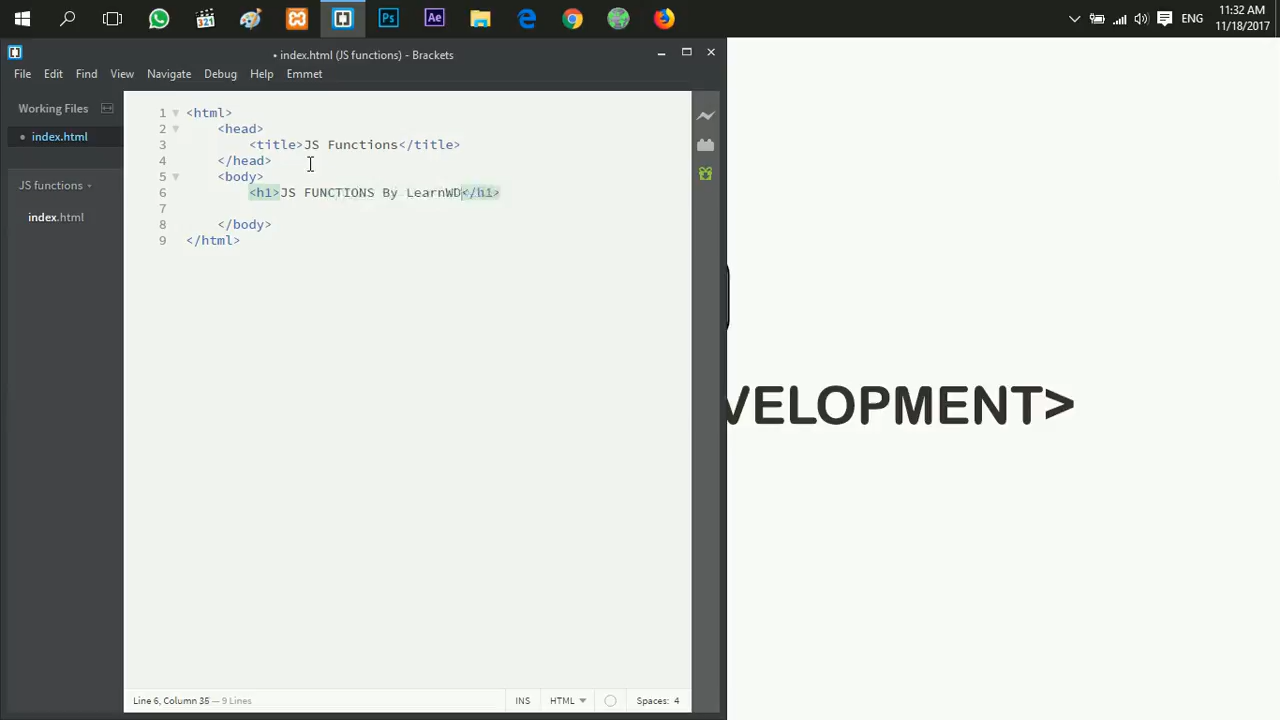 ENG
11:32 AM
11/18/2017
Ps
Ae
• index.html (JS functions) - Brackets
File Edit Find View Navigate Debug Help Emmet
Working Files
• index.html
JS functions
index.html
1 <html>
2 <head>
3 <title>JS Functions</title>
4 </head>
5 <body>
6 <h1>JS FUNCTIONS By LearnWD</h1>
7
8 </body>
9 </html>
VELOPMENT>
Line 6, Column 36 — 9 Lines
INS HTML Spaces: 4